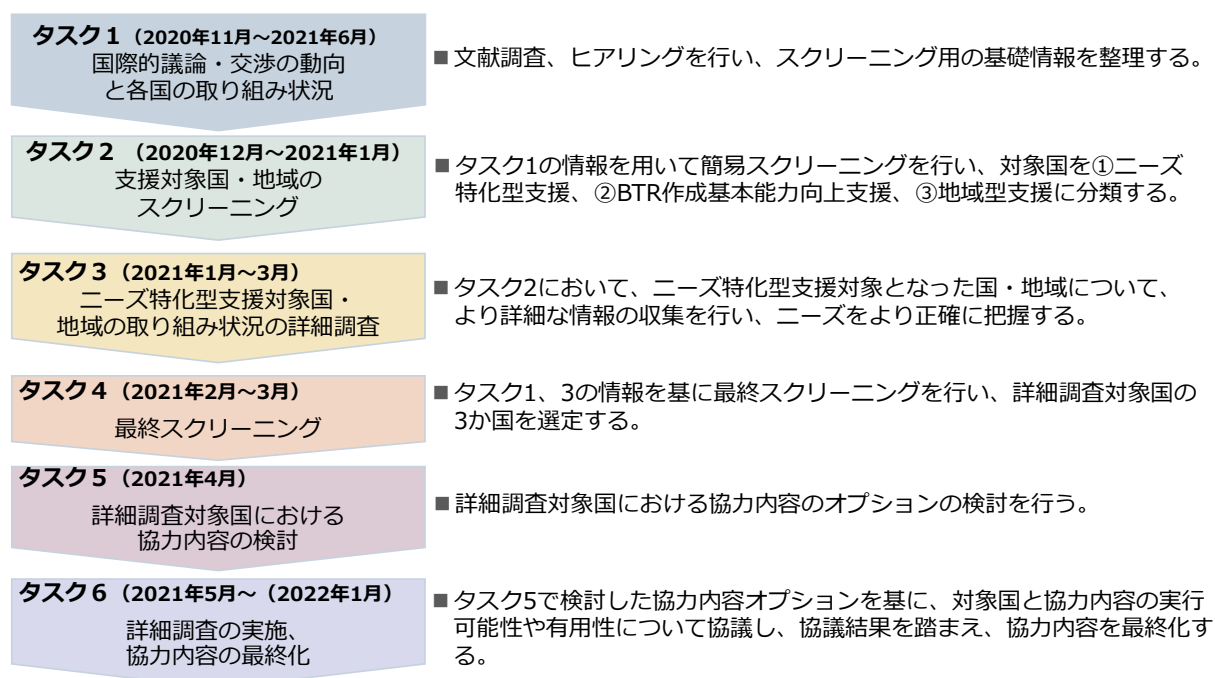 タスク１（2020年11月～2021年6月）
国際的議論・交渉の動向
と各国の取り組み状況
■文献調査、ヒアリングを行い、スクリーニング用の基礎情報を整理する。
タスク２ （2020年12月～2021年1月）
支援対象国・地域の
スクリーニング
■タスク1の情報を用いて簡易スクリーニングを行い、対象国を①ニーズ
特化型支援、②BTR作成基本能力向上支援、③地域型支援に分類する。
タスク３（2021年1月～3月）
ニーズ特化型支援対象国・
地域の取り組み状況の詳細調査
■タスク2において、ニーズ特化型支援対象となった国・地域について、
より詳細な情報の収集を行い、ニーズをより正確に把握する。
タスク４（2021年2月～3月）
最終スクリーニング
■タスク1、3の情報を基に最終スクリーニングを行い、詳細調査対象国の
3か国を選定する。
タスク５（2021年4月）
詳細調査対象国における
協力内容の検討
■詳細調査対象国における協力内容のオプションの検討を行う。
タスク６（2021年5月～（2022年1月）
詳細調査の実施、
協力内容の最終化
■タスク5で検討した協力内容オプションを基に、対象国と協力内容の実行
可能性や有用性について協議し、協議結果を踏まえ、協力内容を最終化す
る。